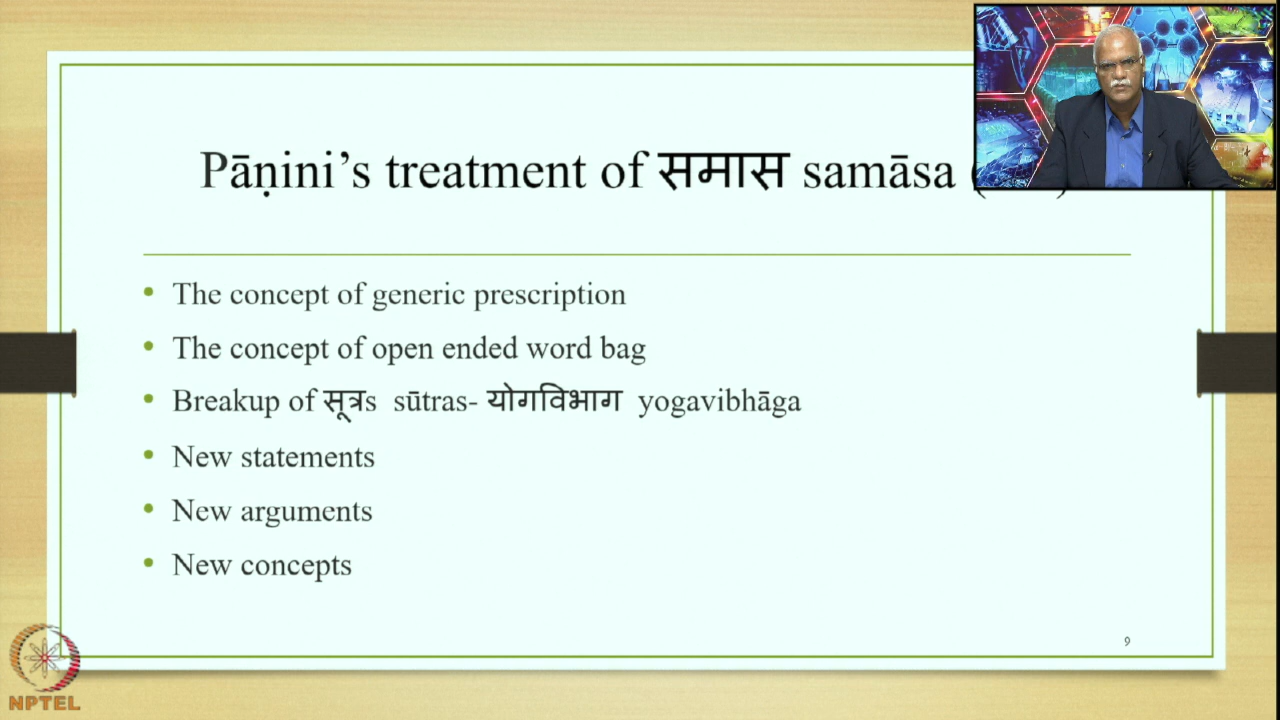 Pāṇini’s treatment of समास samāsa (
• The concept of generic prescription
• The concept of open ended word bag
• Breakup of सूत्रs sūtras- योगविभाग yogavibhāga
• New statements
• New arguments
• New concepts
9
NPTEL